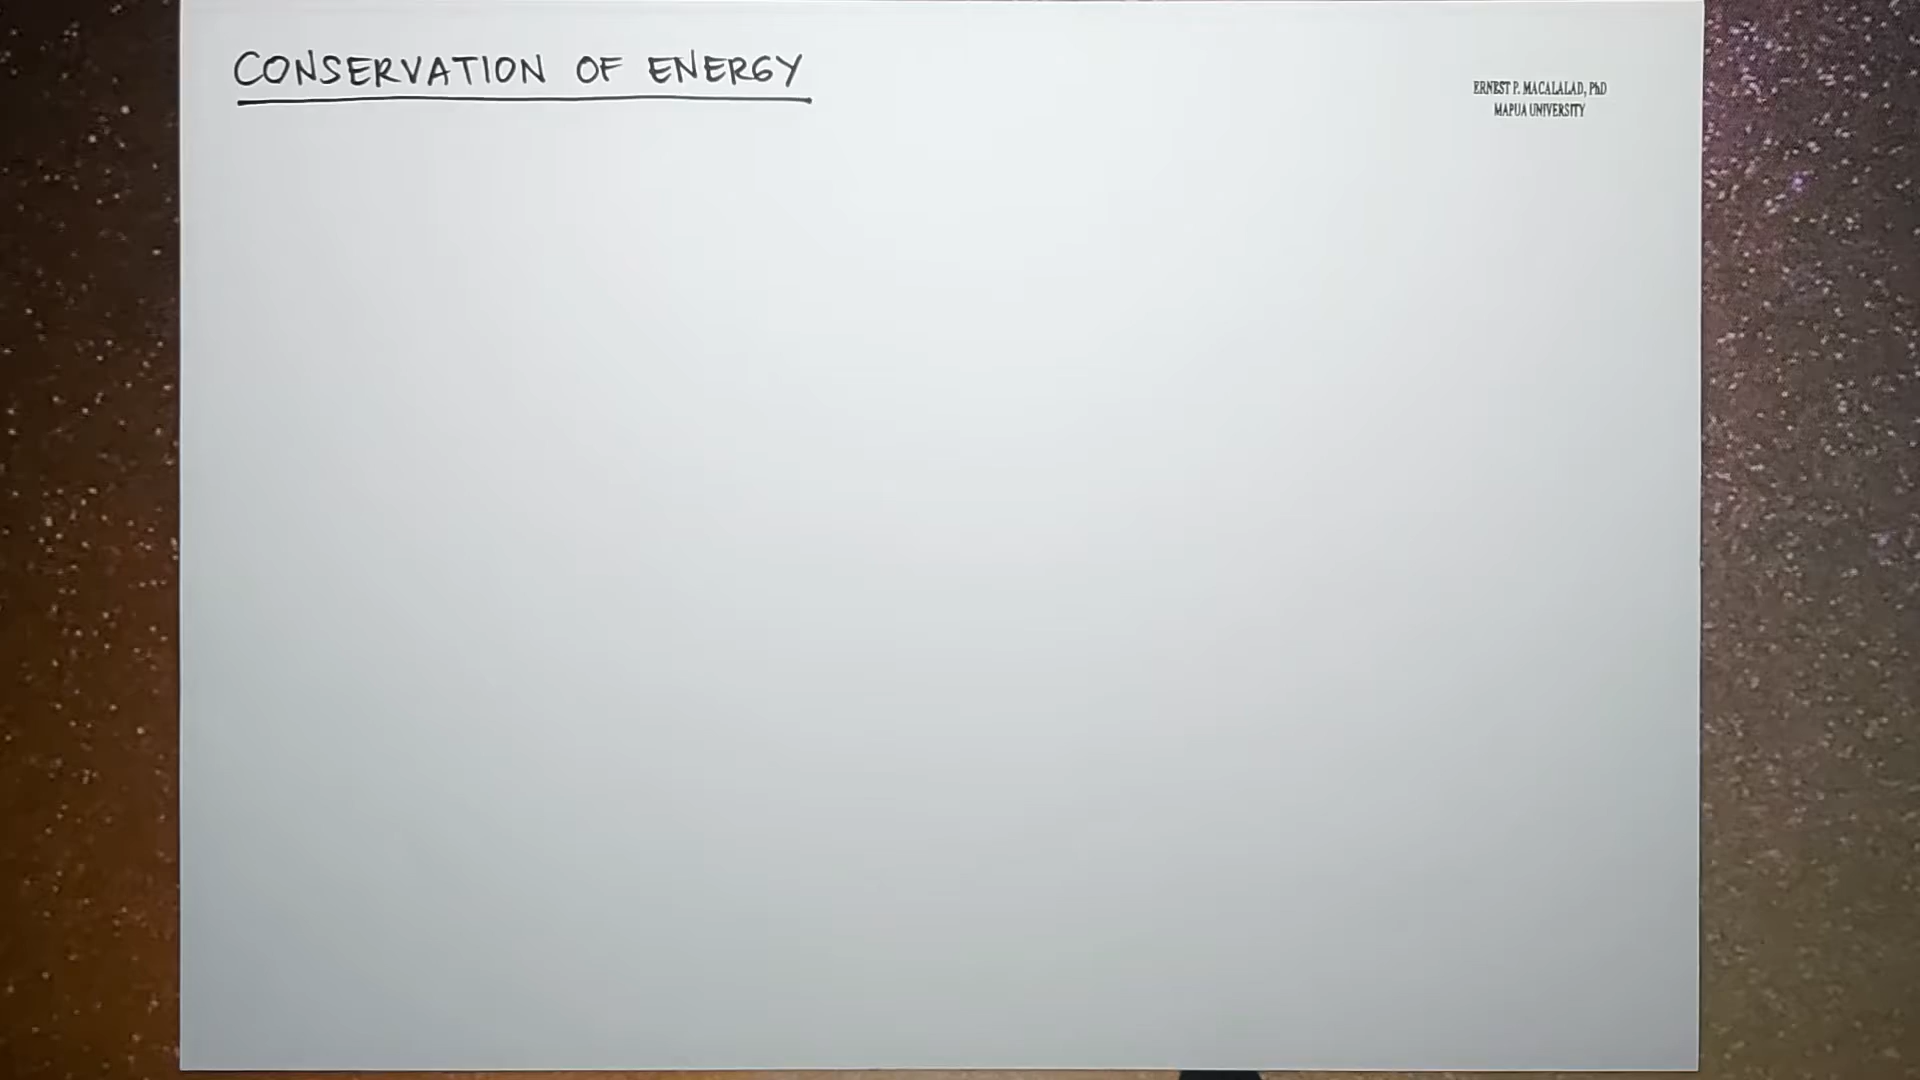 CONSERVATION OF ENERGY
ERNEST P. MACALALAD, PhD
MAPUA UNIVERSITY